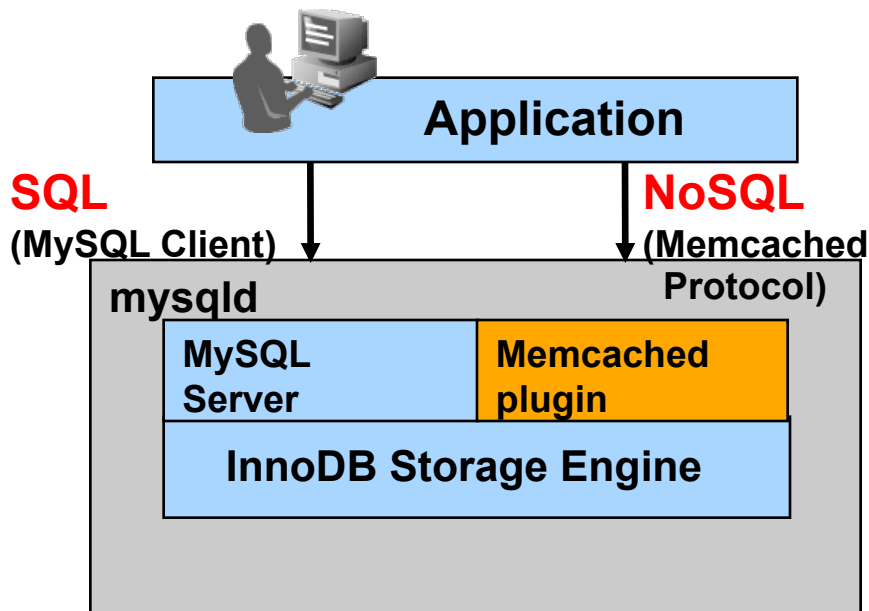 Application
SQL
(MySQL Client)
NoSQL
(Memcached
Protocol)
mysqld
MySQL
Server
Memcached
plugin
InnoDB Storage Engine